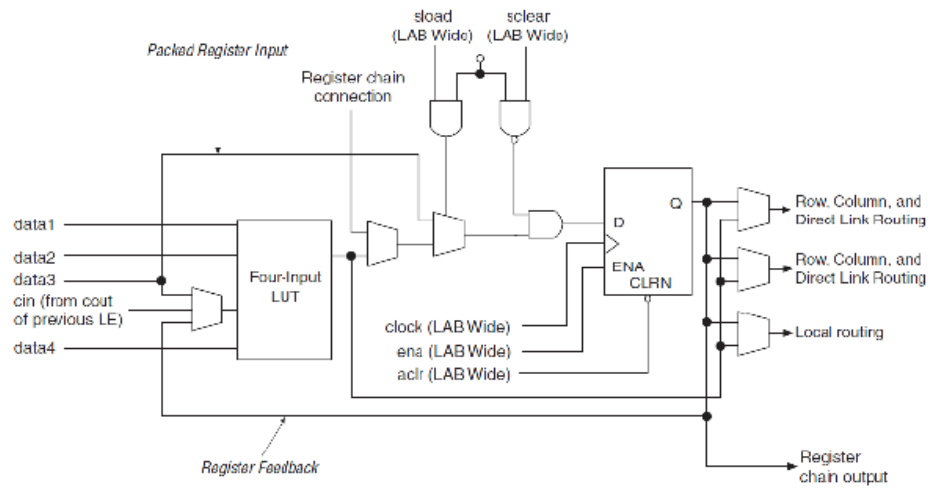 sload
(LAB Wide)
sclear
(LAB Wide)
Packed Register Input
Register chain
connection
data1
data2
data3
cin (from cout
of previous LE)
data4
Four-Input
LUT
D
Q
ENA
CLRN
clock (LAB Wide)
ena (LAB Wide)
aclr (LAB Wide)
Row, Column, and
Direct Link Routing
Row, Column, and
Direct Link Routing
Local routing
Register Feedback
Register
chain output